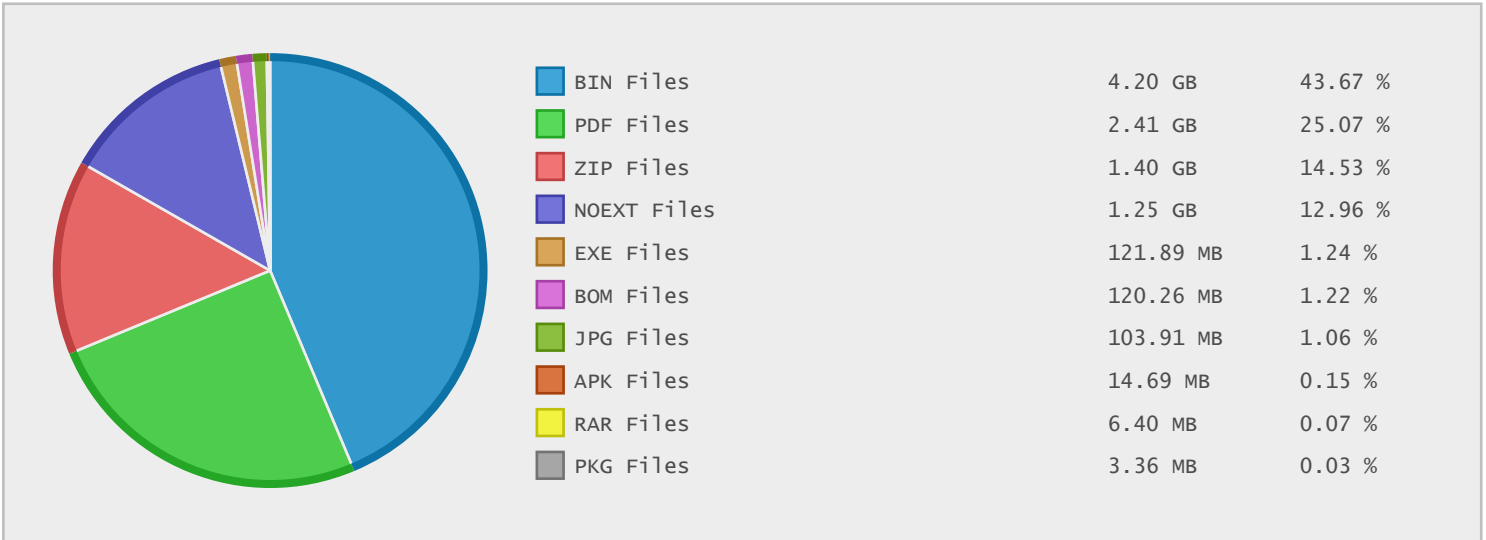 BIN Files 4.20 GB 43.67 %
PDF Files 2.41 GB 25.07 %
ZIP Files 1.40 GB 14.53 %
NOEXT Files 1.25 GB 12.96 %
EXE Files 121.89 MB 1.24 %
BOM Files 120.26 MB 1.22 %
JPG Files 103.91 MB 1.06 %
APK Files 14.69 MB 0.15 %
RAR Files 6.40 MB 0.07 %
PKG Files 3.36 MB 0.03 %